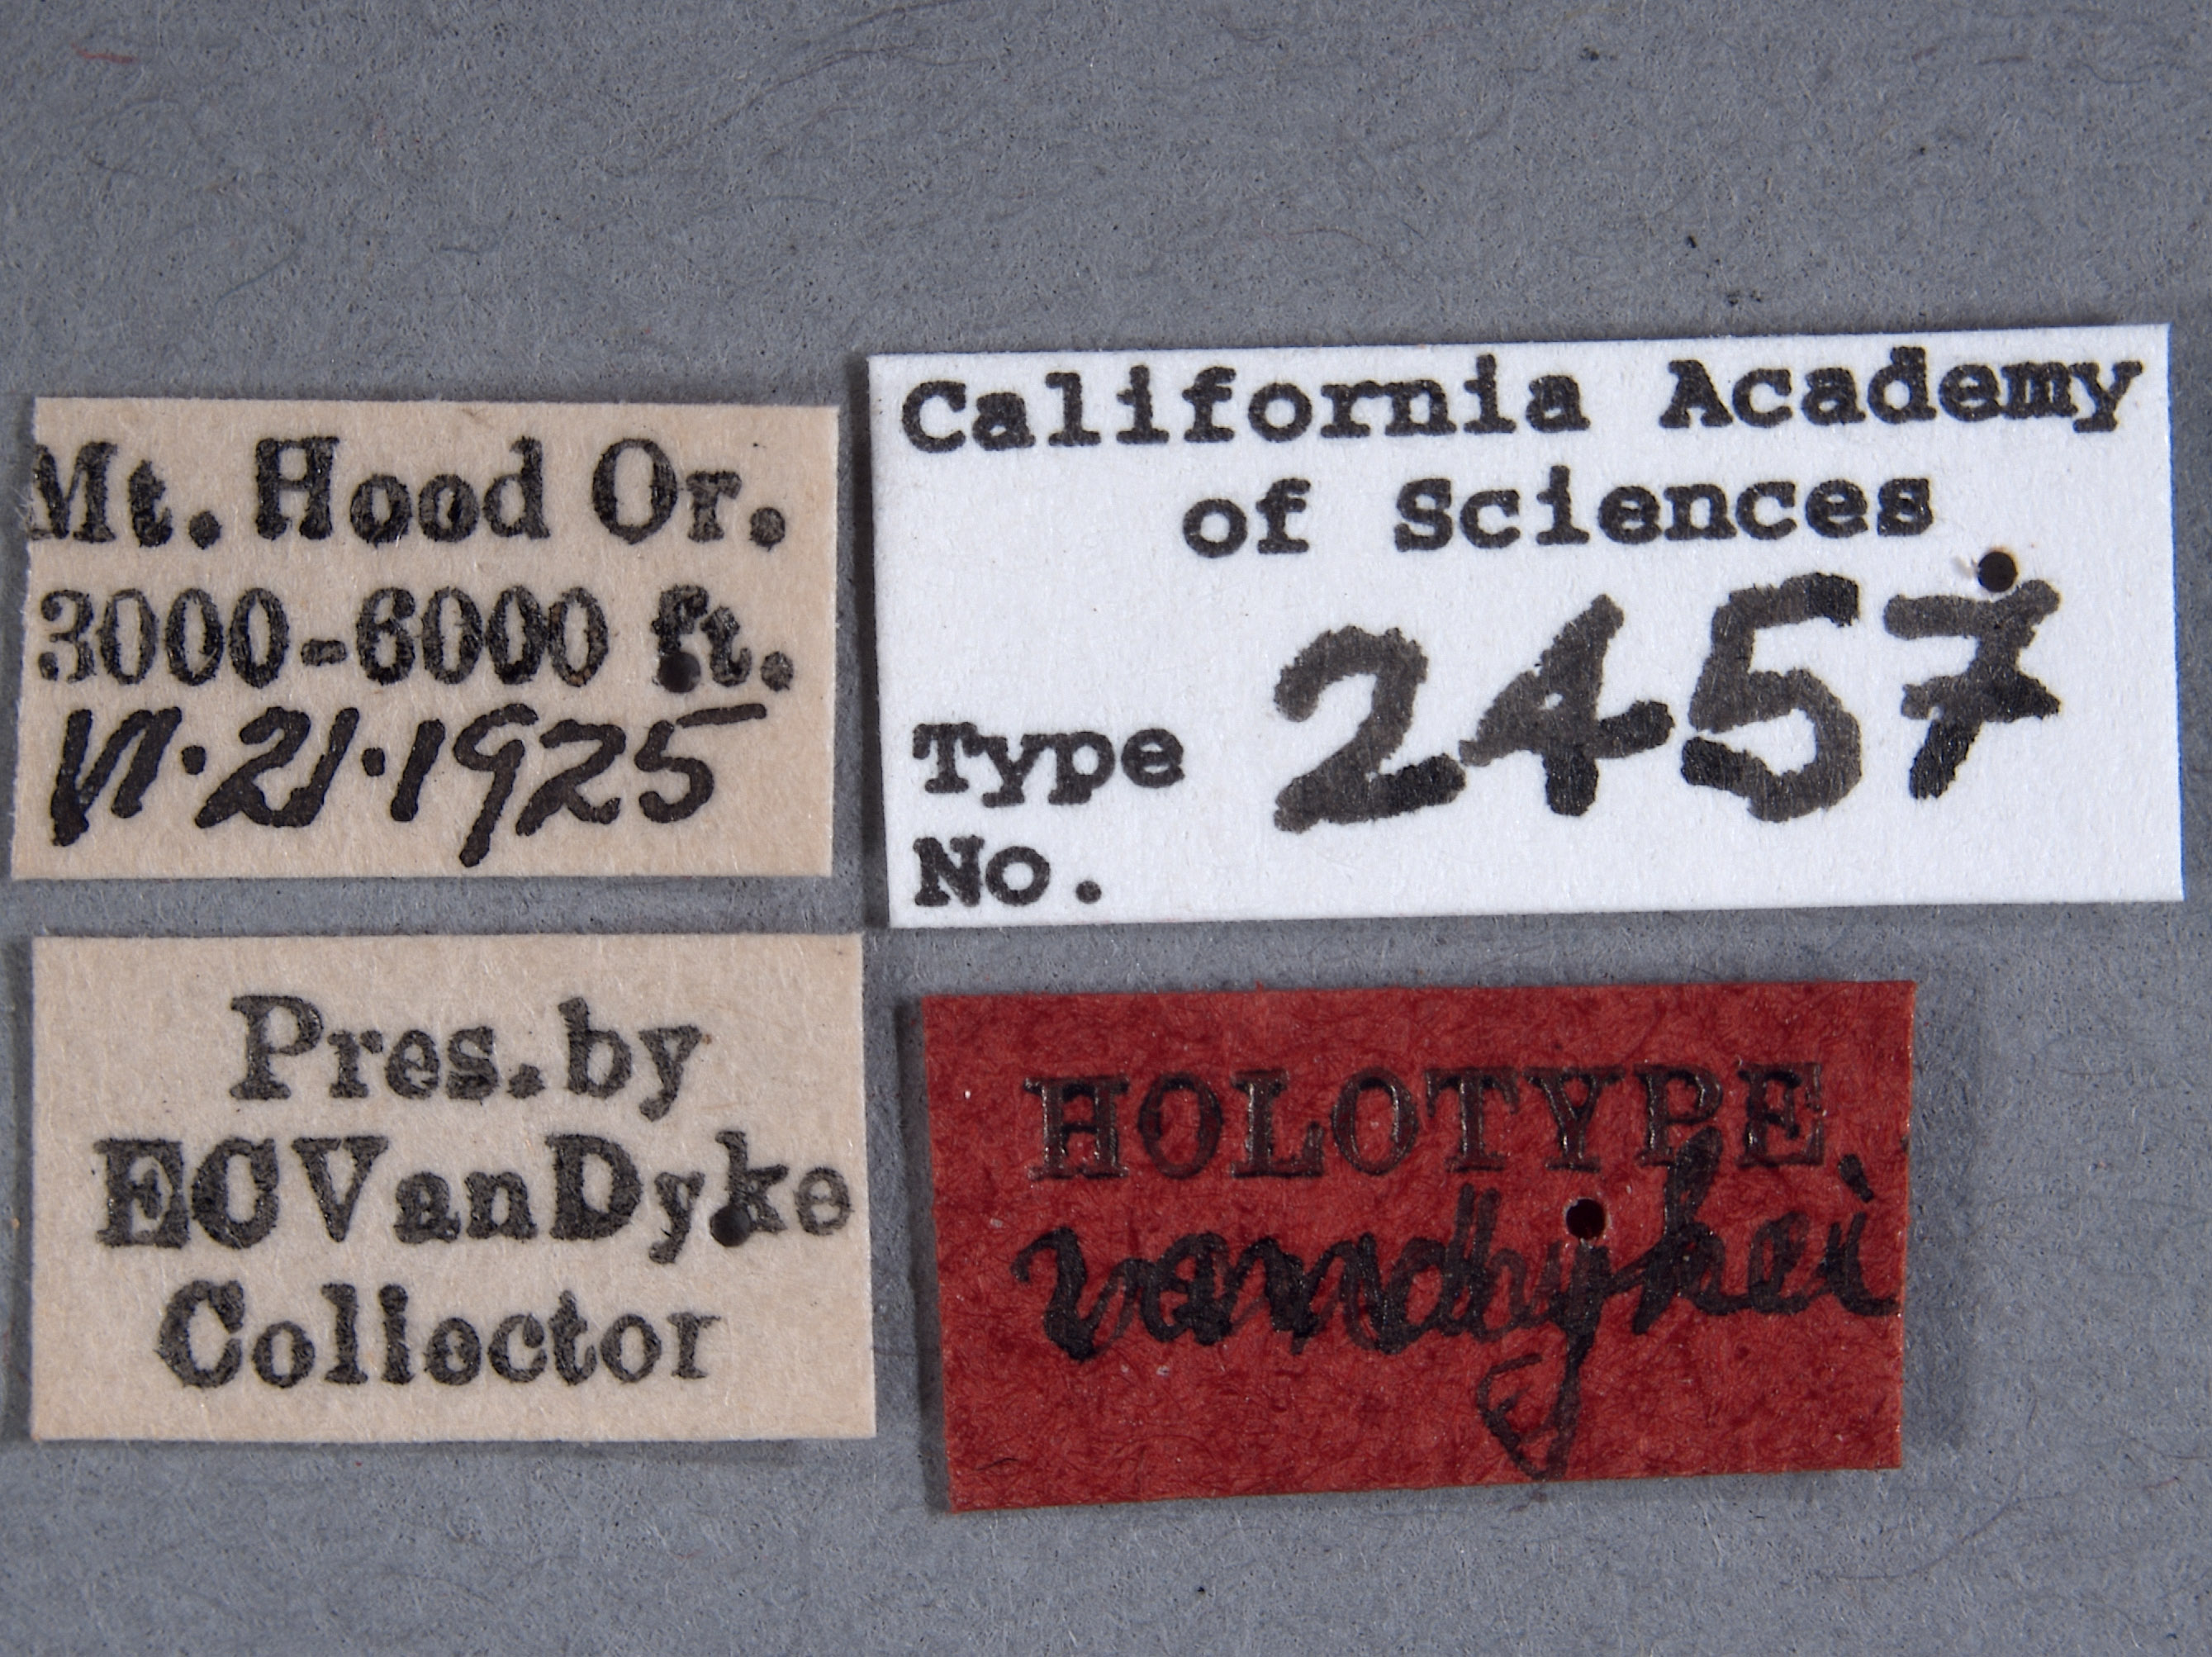 Mt. Hood Or.
3000-6000 ft.
VI·21·1925
Pres. by
ECVanDyke
Collector
California Academy
of Sciences
Type
No. 2457
HOLOTYPE
vandykei